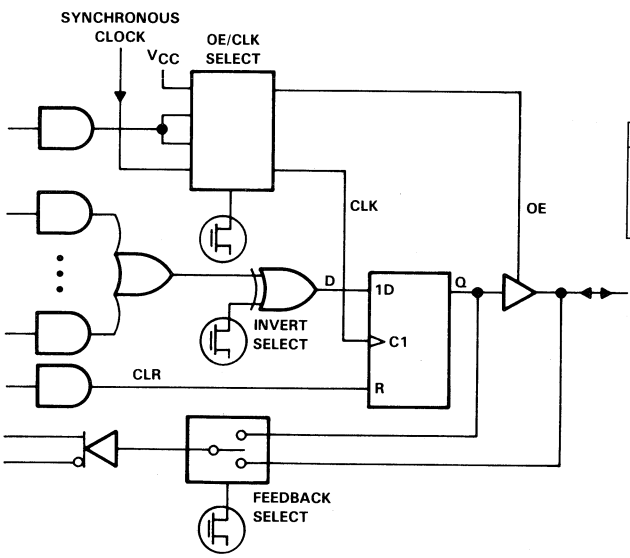 SYNCHRONOUS
CLOCK
VCC
OE/CLK
SELECT
CLK
OE
D
1D
Q
C1
R
INVERT
SELECT
CLR
FEEDBACK
SELECT